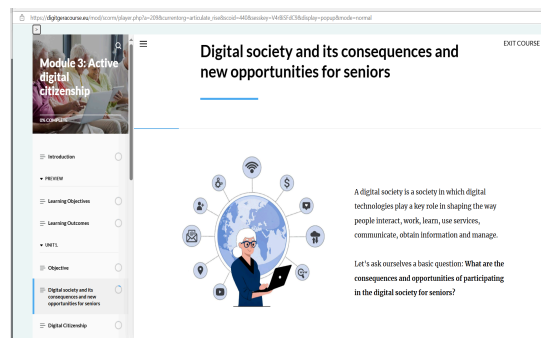 https://digitgeracourse.eu/mod/scorm/player.php?a=209&currentorg=articulate_rise&scoid=440&sesskey=V4r8i5FdC9&display=popup&mode=normal
Module 3: Active
digital
citizenship
0% COMPLETE
Introduction
PREVIEW
Learning Objectives
Learning Outcomes
UNITS.
Objective
Digital society and its
consequences and new
opportunities for seniors
Digital Citizenship
EXIT COURSE
Digital society and its consequences and
new opportunities for seniors
A digital society is a society in which digital
technologies play a key role in shaping the way
people interact, work, learn, use services,
communicate, obtain information and manage.
Let's ask ourselves a basic question: What are the
consequences and opportunities of participating
in the digital society for seniors?